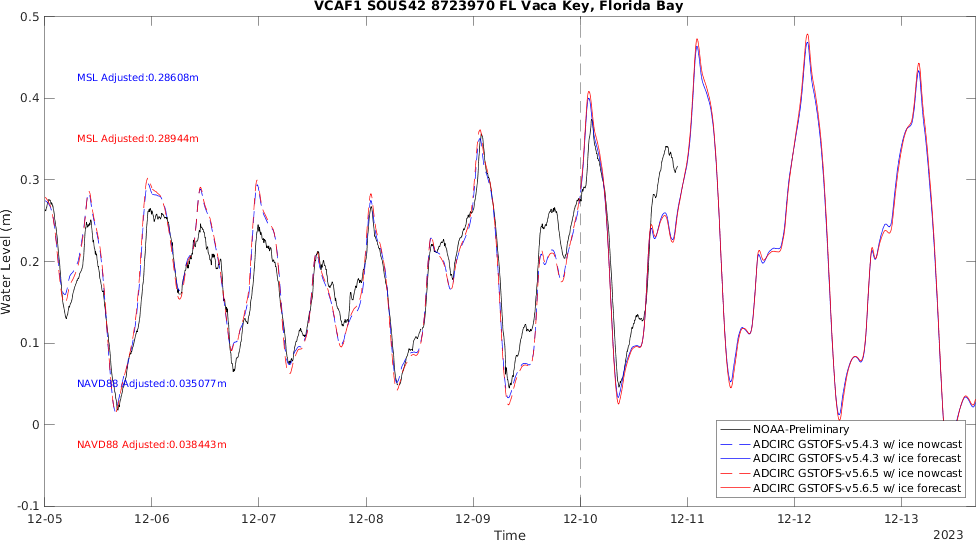 VCAF1 SOUS42 8723970 FL Vaca Key, Florida Bay
0.5
0.4
0.3
0.2
0.1
0
-0.1
Water Level (m)
MSL Adjusted:0.28608m
MSL Adjusted:0.28944m
NAVD88 Adjusted:0.035077m
NAVD88 Adjusted:0.038443m
NOAA-Preliminary
ADCIRC GSTOFS-v5.4.3 w/ ice nowcast
ADCIRC GSTOFS-v5.4.3 w/ ice forecast
ADCIRC GSTOFS-v5.6.5 w/ ice nowcast
ADCIRC GSTOFS-v5.6.5 w/ ice forecast
12-05 12-06 12-07 12-08 12-09 12-10 12-11 12-12 12-13
Time
2023